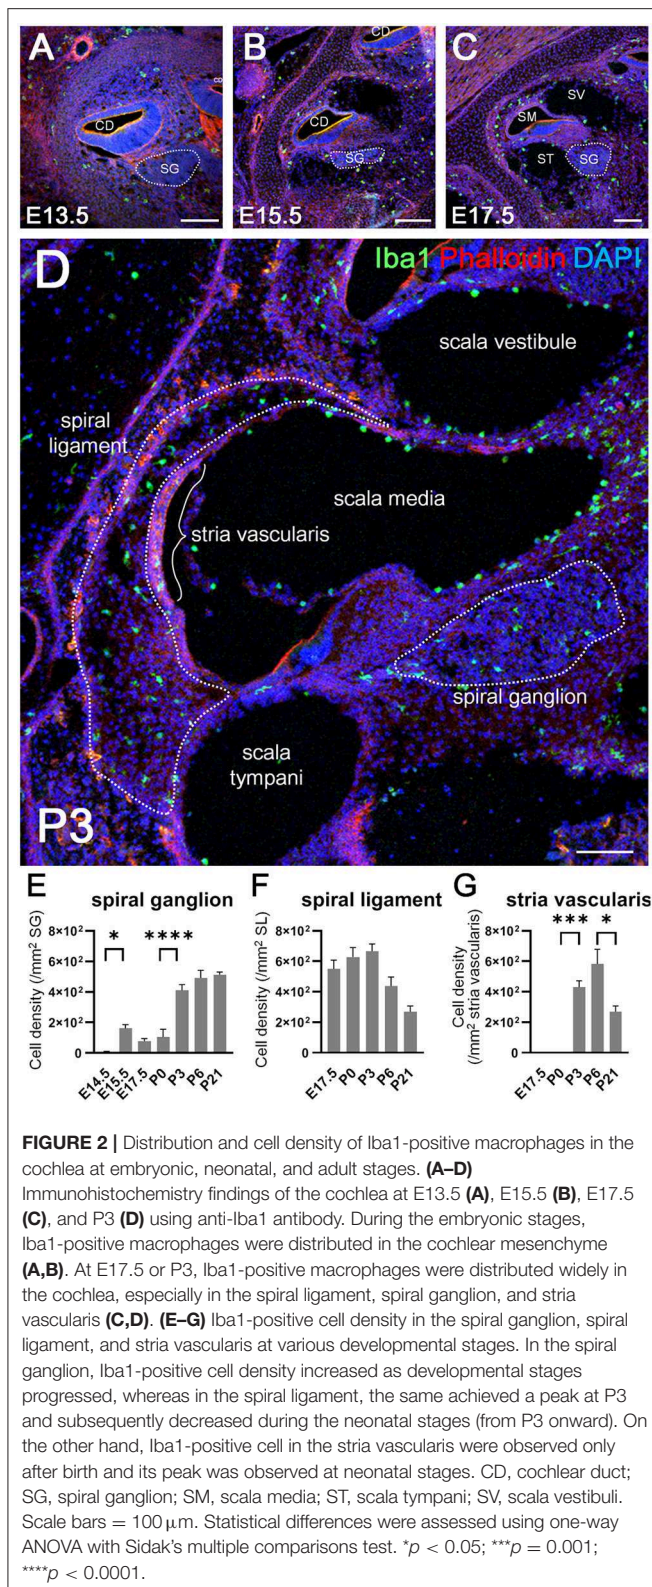 A
B
C
CD
CD
SG
E13.5
CD
CD
SG
E15.5
SV
SM
ST
SG
E17.5
D
Iba1 Phalloidin DAPI
scala vestibule
spiral
ligament
scala media
stria vascularis
spiral ganglion
scala
tympani
P3
E
spiral ganglion
Cell density (/mm² SG)
8×10²
6×10²
4×10²
2×10²
0
*
****
E14.5
E15.5
E17.5
P0
P3
P6
P21
F
spiral ligament
Cell density (/mm² SL)
8×10²
6×10²
4×10²
2×10²
0
E17.5
P0
P3
P6
P21
G
stria vascularis
Cell density
(/mm² stria vascularis)
8×10²
6×10²
4×10²
2×10²
0
***
*
E17.5
P0
P3
P6
P21
FIGURE 2 | Distribution and cell density of Iba1-positive macrophages in the
cochlea at embryonic, neonatal, and adult stages. (A–D)
Immunohistochemistry findings of the cochlea at E13.5 (A), E15.5 (B), E17.5
(C), and P3 (D) using anti-Iba1 antibody. During the embryonic stages,
Iba1-positive macrophages were distributed in the cochlear mesenchyme
(A,B). At E17.5 or P3, Iba1-positive macrophages were distributed widely in
the cochlea, especially in the spiral ligament, spiral ganglion, and stria
vascularis (C,D). (E–G) Iba1-positive cell density in the spiral ganglion, spiral
ligament, and stria vascularis at various developmental stages. In the spiral
ganglion, Iba1-positive cell density increased as developmental stages
progressed, whereas in the spiral ligament, the same achieved a peak at P3
and subsequently decreased during the neonatal stages (from P3 onward). On
the other hand, Iba1-positive cell in the stria vascularis were observed only
after birth and its peak was observed at neonatal stages. CD, cochlear duct;
SG, spiral ganglion; SM, scala media; ST, scala tympani; SV, scala vestibuli.
Scale bars = 100 μm. Statistical differences were assessed using one-way
ANOVA with Sidak's multiple comparisons test. *p < 0.05; ***p = 0.001;
****p < 0.0001.